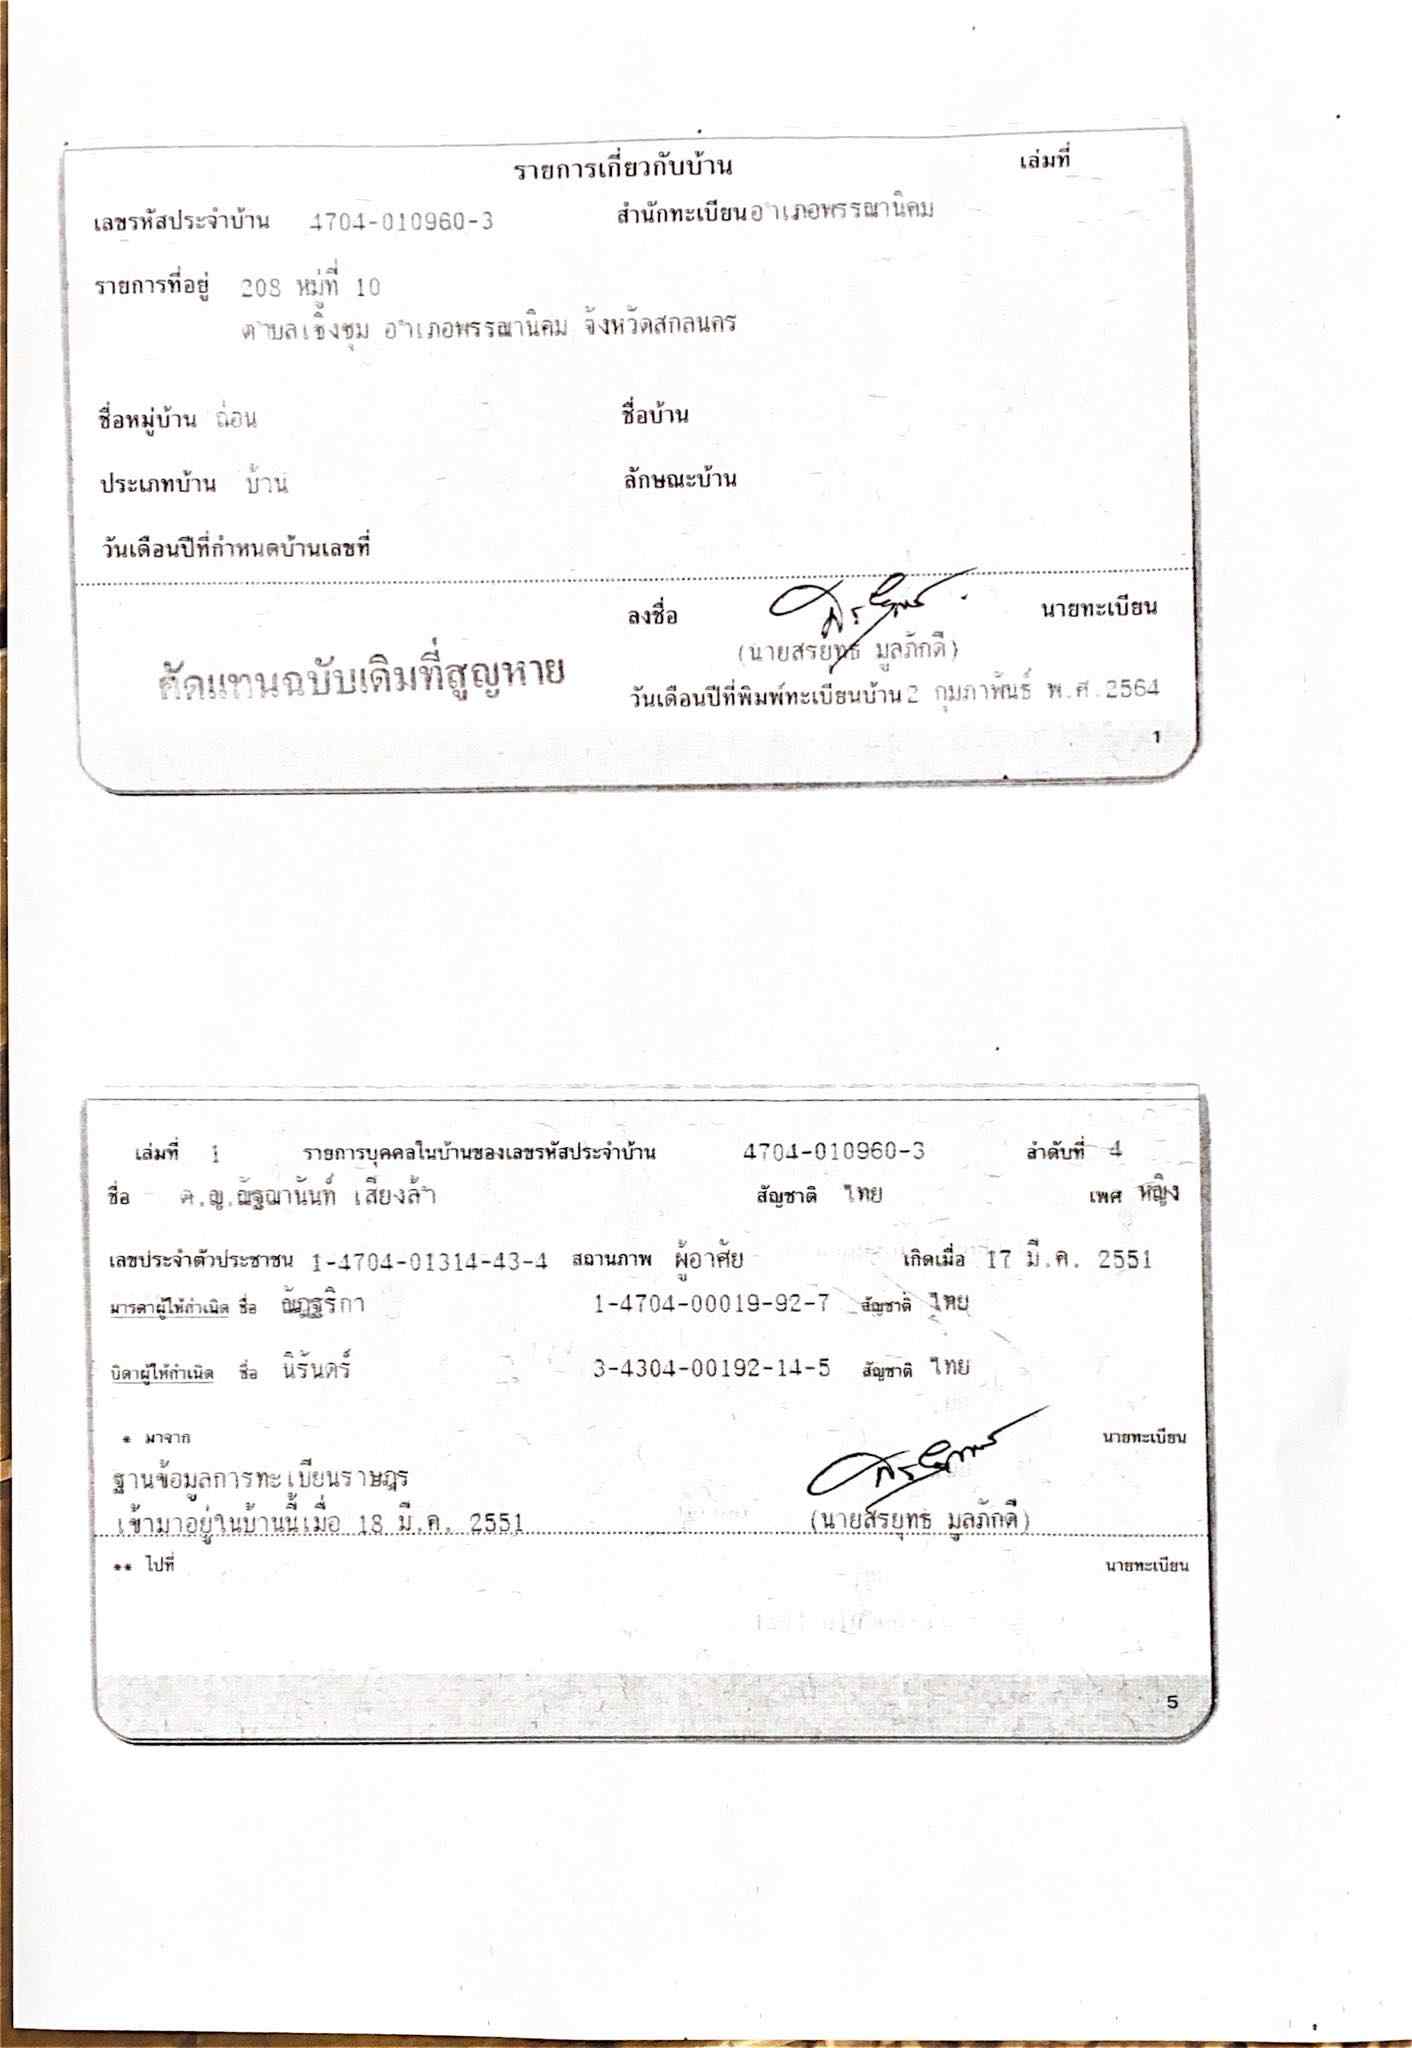 รายการเกี่ยวกับบ้าน เล่มที่
เลขรหัสประจำบ้าน 4704-010960-3 สำนักทะเบียน อำเภอพรรณานิคม
รายการที่อยู่ 208 หมู่ที่ 10
ตำบลเชิงชุม อำเภอพรรณานิคม จังหวัดสกลนคร
ชื่อหมู่บ้าน ถ่อน ชื่อบ้าน
ประเภทบ้าน บ้าน ลักษณะบ้าน
วันเดือนปีที่กำหนดบ้านเลขที่
ลงชื่อ นายทะเบียน
(นายสรยุทธ มูลภักดี)
คัดแทนฉบับเดิมที่สูญหาย
วันเดือนปีที่พิมพ์ทะเบียนบ้าน 2 กุมภาพันธ์ พ.ศ.2564
1
เล่มที่ 1 รายการบุคคลในบ้านของเลขรหัสประจำบ้าน 4704-010960-3 ลำดับที่ 4
ชื่อ ด.ญ.ณัฐฌานันท์ เสียงล้ำ สัญชาติ ไทย เพศ หญิง
เลขประจำตัวประชาชน 1-4704-01314-43-4 สถานภาพ ผู้อาศัย เกิดเมื่อ 17 มี.ค. 2551
มารดาผู้ให้กำเนิด ชื่อ ณัฏฐริกา 1-4704-00019-92-7 สัญชาติ ไทย
บิดาผู้ให้กำเนิด ชื่อ นิรันดร์ 3-4304-00192-14-5 สัญชาติ ไทย
* มาจาก นายทะเบียน
ฐานข้อมูลการทะเบียนราษฎร
เข้ามาอยู่ในบ้านนี้เมื่อ 18 มี.ค. 2551 (นายสรยุทธ มูลภักดี)
** ไปที่ นายทะเบียน
5